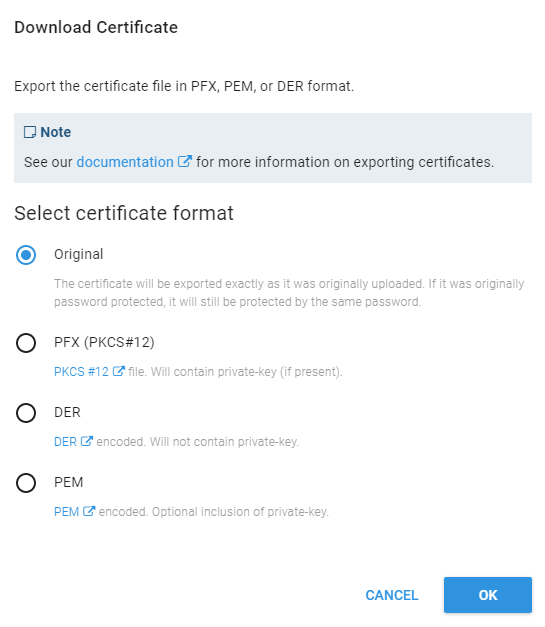 Download Certificate
Export the certificate file in PFX, PEM, or DER format.
Note
See our documentation for more information on exporting certificates.
Select certificate format
Original
The certificate will be exported exactly as it was originally uploaded. If it was originally
password protected, it will still be protected by the same password.
PFX (PKCS#12)
PKCS #12 file. Will contain private-key (if present).
DER
DER encoded. Will not contain private-key.
PEM
PEM encoded. Optional inclusion of private-key.
CANCEL OK